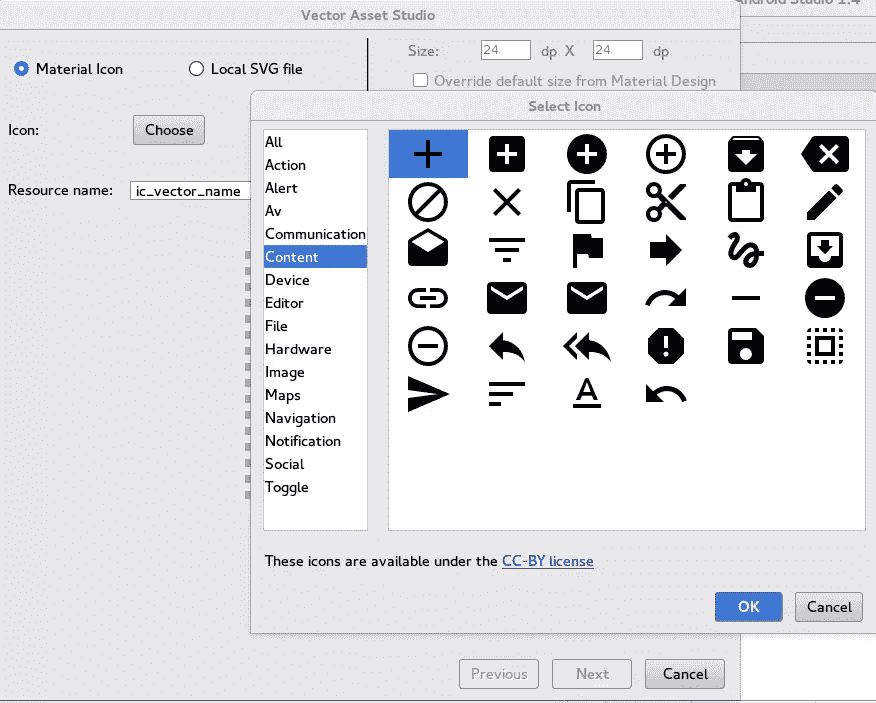 Vector Asset Studio
Android Studio 1.4
Size: 24 dp X 24 dp
Material Icon
Local SVG file
Override default size from Material Design
Select Icon
Icon:
Choose
Resource name: ic_vector_name
All
Action
Alert
Av
Communication
Content
Device
Editor
File
Hardware
Image
Maps
Navigation
Notification
Social
Toggle
A
These icons are available under the CC-BY license
OK
Cancel
Previous
Next
Cancel